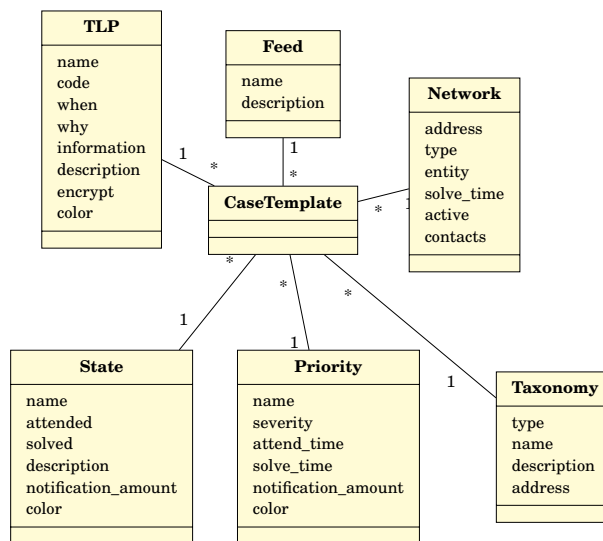 TLP
name
code
when
why
information
description
encrypt
color
Feed
name
description
Network
address
type
entity
solve_time
active
contacts
1
*
1
*
*
1
CaseTemplate
*
*
*
1
1
1
State
name
attended
solved
description
notification_amount
color
Priority
name
severity
attend_time
solve_time
notification_amount
color
Taxonomy
type
name
description
address